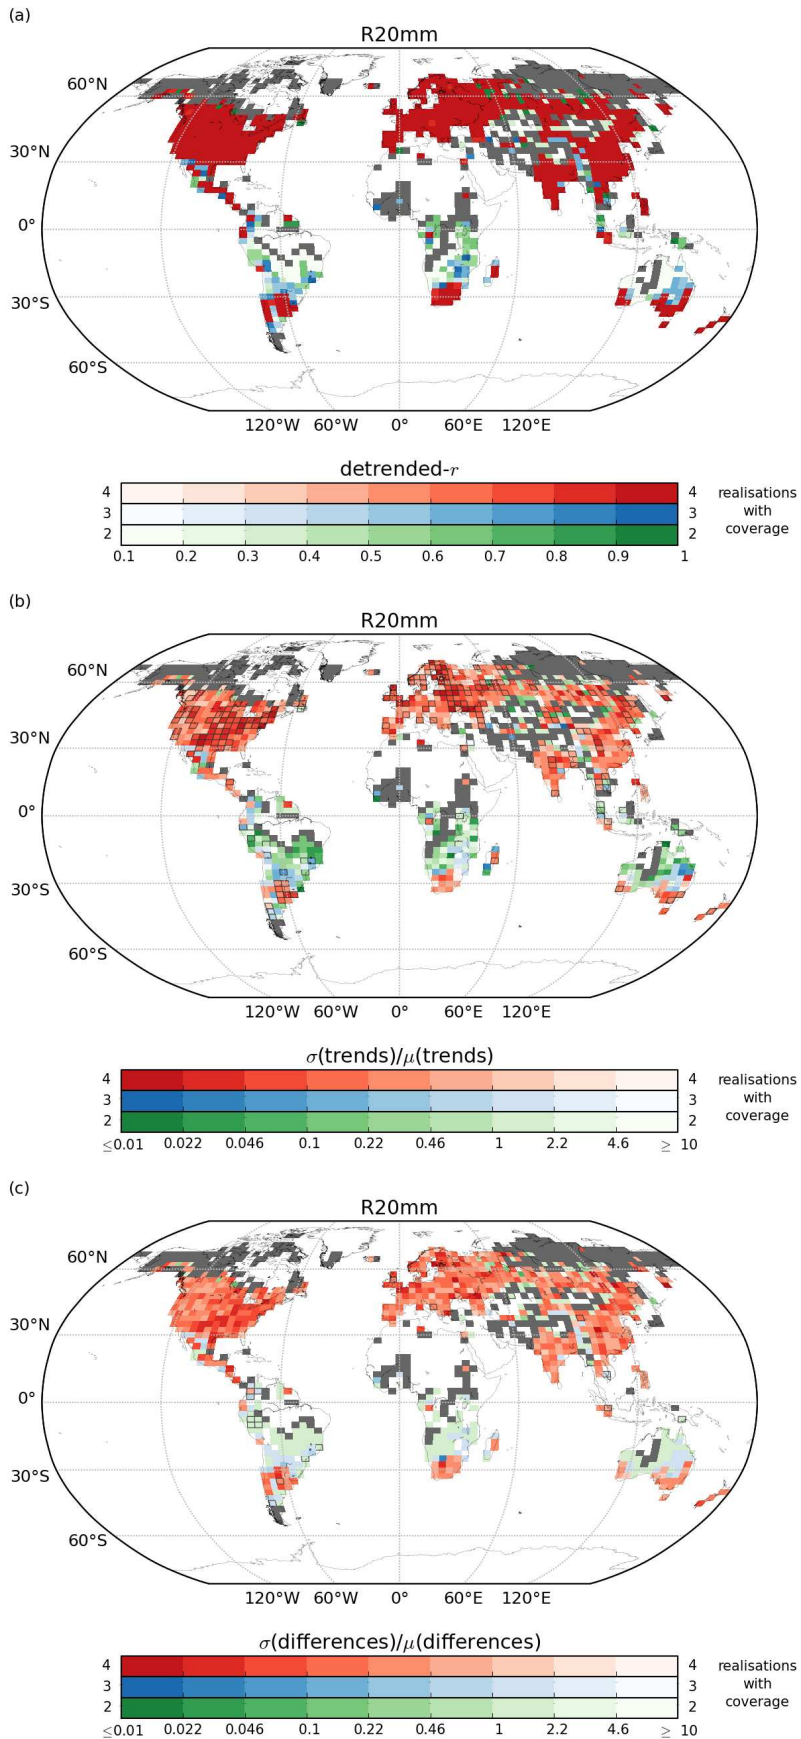 (a)
R20mm
60°N
30°N
0°
30°S
60°S
120°W 60°W 0° 60°E 120°E
detrended-r
4 4 realisations
3 3 with
2 2 coverage
0.1 0.2 0.3 0.4 0.5 0.6 0.7 0.8 0.9 1
(b)
R20mm
60°N
30°N
0°
30°S
60°S
120°W 60°W 0° 60°E 120°E
σ(trends)/μ(trends)
4 4 realisations
3 3 with
2 2 coverage
≤0.01 0.022 0.046 0.1 0.22 0.46 1 2.2 4.6 ≥ 10
(c)
R20mm
60°N
30°N
0°
30°S
60°S
120°W 60°W 0° 60°E 120°E
σ(differences)/μ(differences)
4 4 realisations
3 3 with
2 2 coverage
≤0.01 0.022 0.046 0.1 0.22 0.46 1 2.2 4.6 ≥ 10